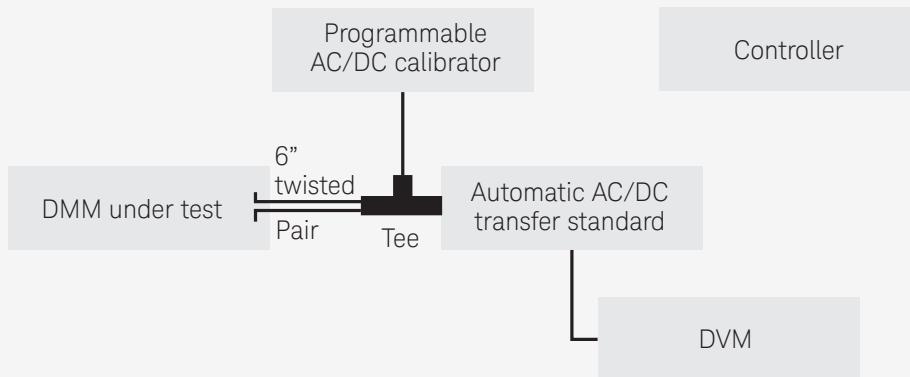 Programmable
AC/DC calibrator
Controller
6”
twisted
DMM under test
Pair
Tee
Automatic AC/DC
transfer standard
DVM